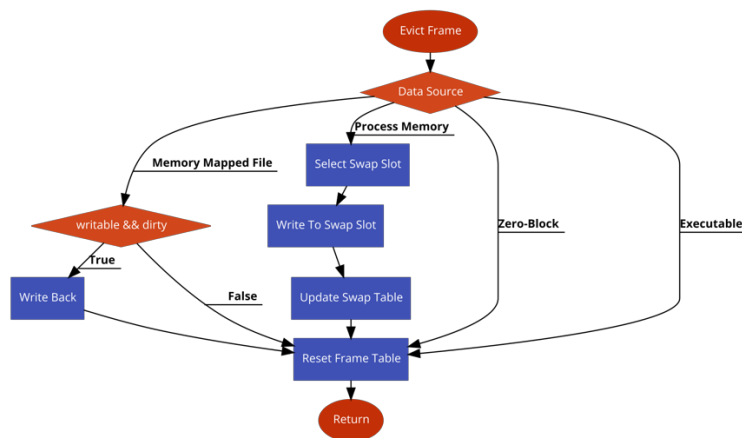 Evict Frame
Data Source
Process Memory
Memory Mapped File
Select Swap Slot
writable && dirty
Write To Swap Slot
Zero-Block
Executable
True
Write Back
False
Update Swap Table
Reset Frame Table
Return